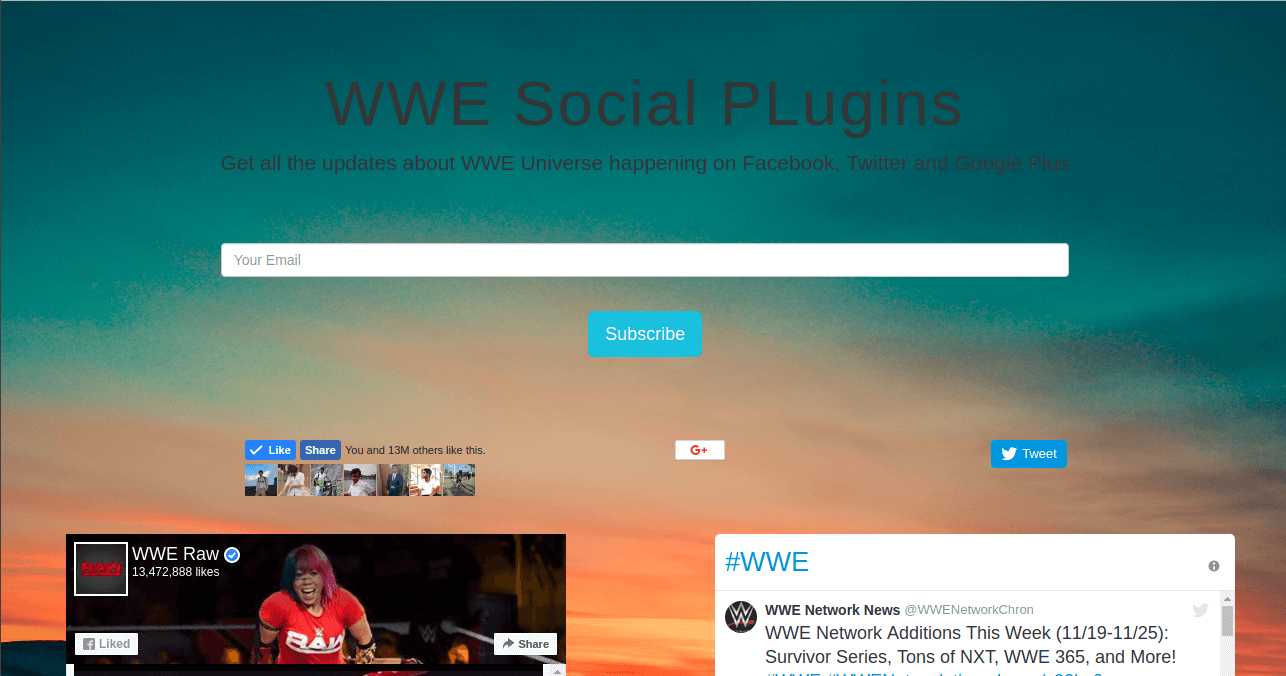 WWE Social PLugins
Get all the updates about WWE Universe happening on Facebook, Twitter and Google Plus
Your Email
Subscribe
Like Share You and 13M others like this.
G+
Tweet
WWE Raw
13,472,888 likes
RAW
Liked
Share
#WWE
WWE Network News @WWENetworkChron
WWE Network Additions This Week (11/19-11/25):
Survivor Series, Tons of NXT, WWE 365, and More!